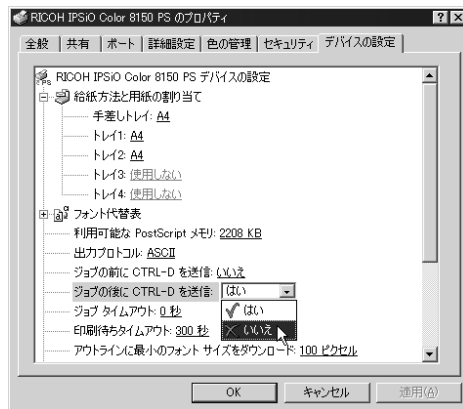 RICOH IPSiO Color 8150 PS のプロパティ
全般 共有 ポート 詳細設定 色の管理 セキュリティ デバイスの設定
RICOH IPSiO Color 8150 PS デバイスの設定
給紙方法と用紙の割り当て
手差しトレイ: A4
トレイ1: A4
トレイ2: A4
トレイ3: 使用しない
トレイ4: 使用しない
フォント代替表
利用可能な PostScript メモリ: 2208 KB
出力プロトコル: ASCII
ジョブの前に CTRL-D を送信: いいえ
ジョブの後に CTRL-D を送信: はい
ジョブ タイムアウト: 0 秒
はい
印刷待ちタイムアウト: 300 秒
いいえ
アウトラインに最小のフォント サイズをダウンロード: 100 ピクセル
OK キャンセル 適用(A)